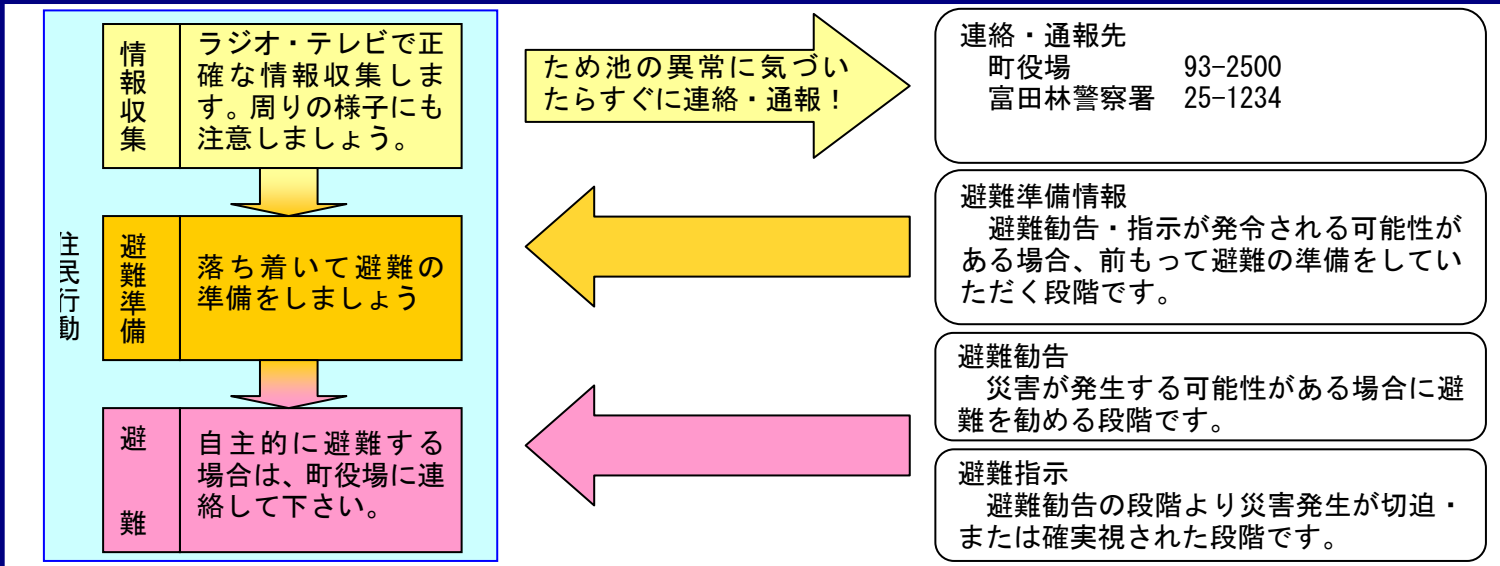 住民行動
情報収集
ラジオ・テレビで正
確な情報収集しま
す。周りの様子にも
注意しましょう。
ため池の異常に気づい
たらすぐに連絡・通報！
連絡・通報先
町役場 93-2500
富田林警察署 25-1234
避難準備
落ち着いて避難の
準備をしましょう
避難準備情報
避難勧告・指示が発令される可能性が
ある場合、前もって避難の準備をしてい
ただく段階です。
避難
自主的に避難する
場合は、町役場に連
絡して下さい。
避難勧告
災害が発生する可能性がある場合に避
難を勧める段階です。
避難指示
避難勧告の段階より災害発生が切迫・
または確実視された段階です。